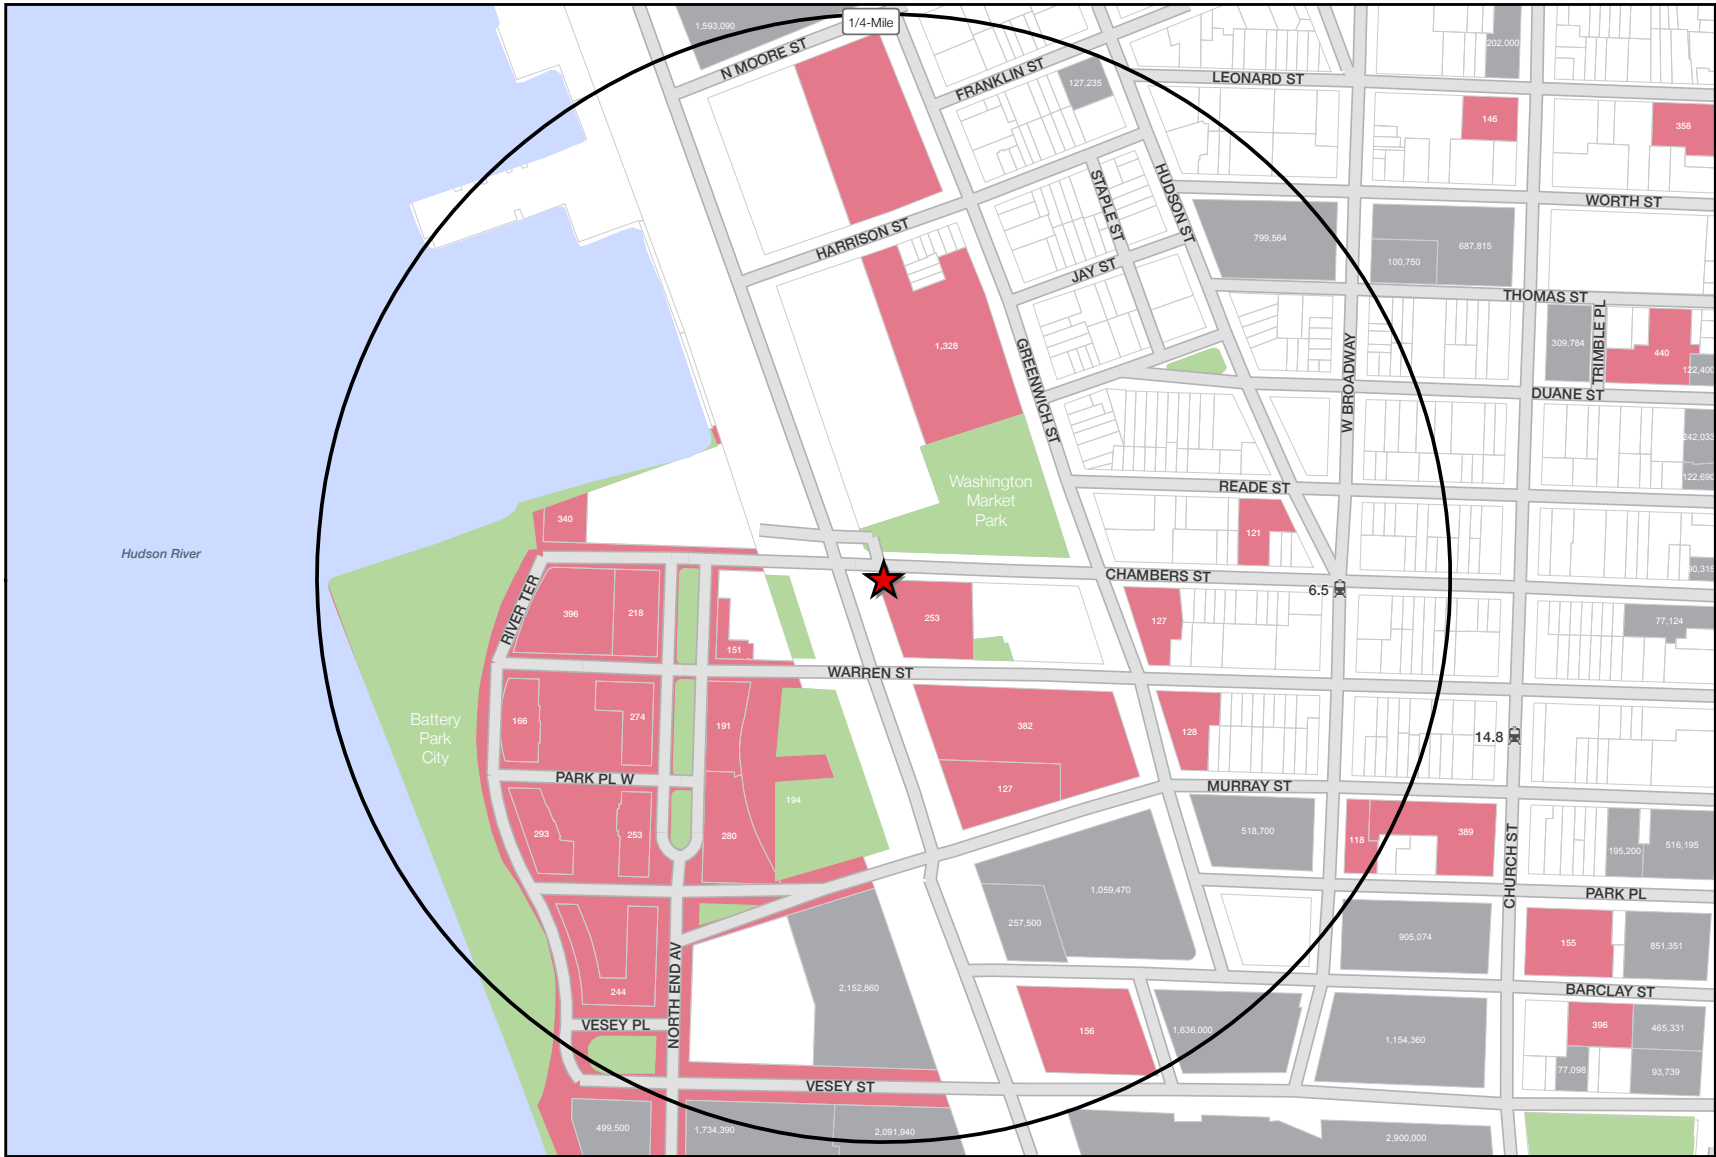 1/4-Mile
1,593,090
N MOORE ST
FRANKLIN ST
127,235
LEONARD ST
202,000
146
358
HARRISON ST
STAPLE ST
HUDSON ST
JAY ST
WORTH ST
799,564
687,815
100,750
THOMAS ST
TRIMBLE PL
309,784
440
122,400
1,328
GREENWICH ST
W BROADWAY
DUANE ST
242,033
122,690
Washington
Market
Park
READE ST
340
121
Hudson River
CHAMBERS ST
6.5
90,315
RIVER TER
396
218
151
253
127
77,124
WARREN ST
Battery
Park
City
166
274
191
382
128
14.8
PARK PL W
194
127
MURRAY ST
293
253
280
518,700
118
389
CHURCH ST
195,200
516,195
1,059,470
257,500
PARK PL
905,074
155
851,351
NORTH END AV
244
2,152,860
BARCLAY ST
VESEY PL
156
1,636,000
1,154,360
396
465,331
77,098
93,739
VESEY ST
499,500
1,734,390
2,091,940
2,900,000